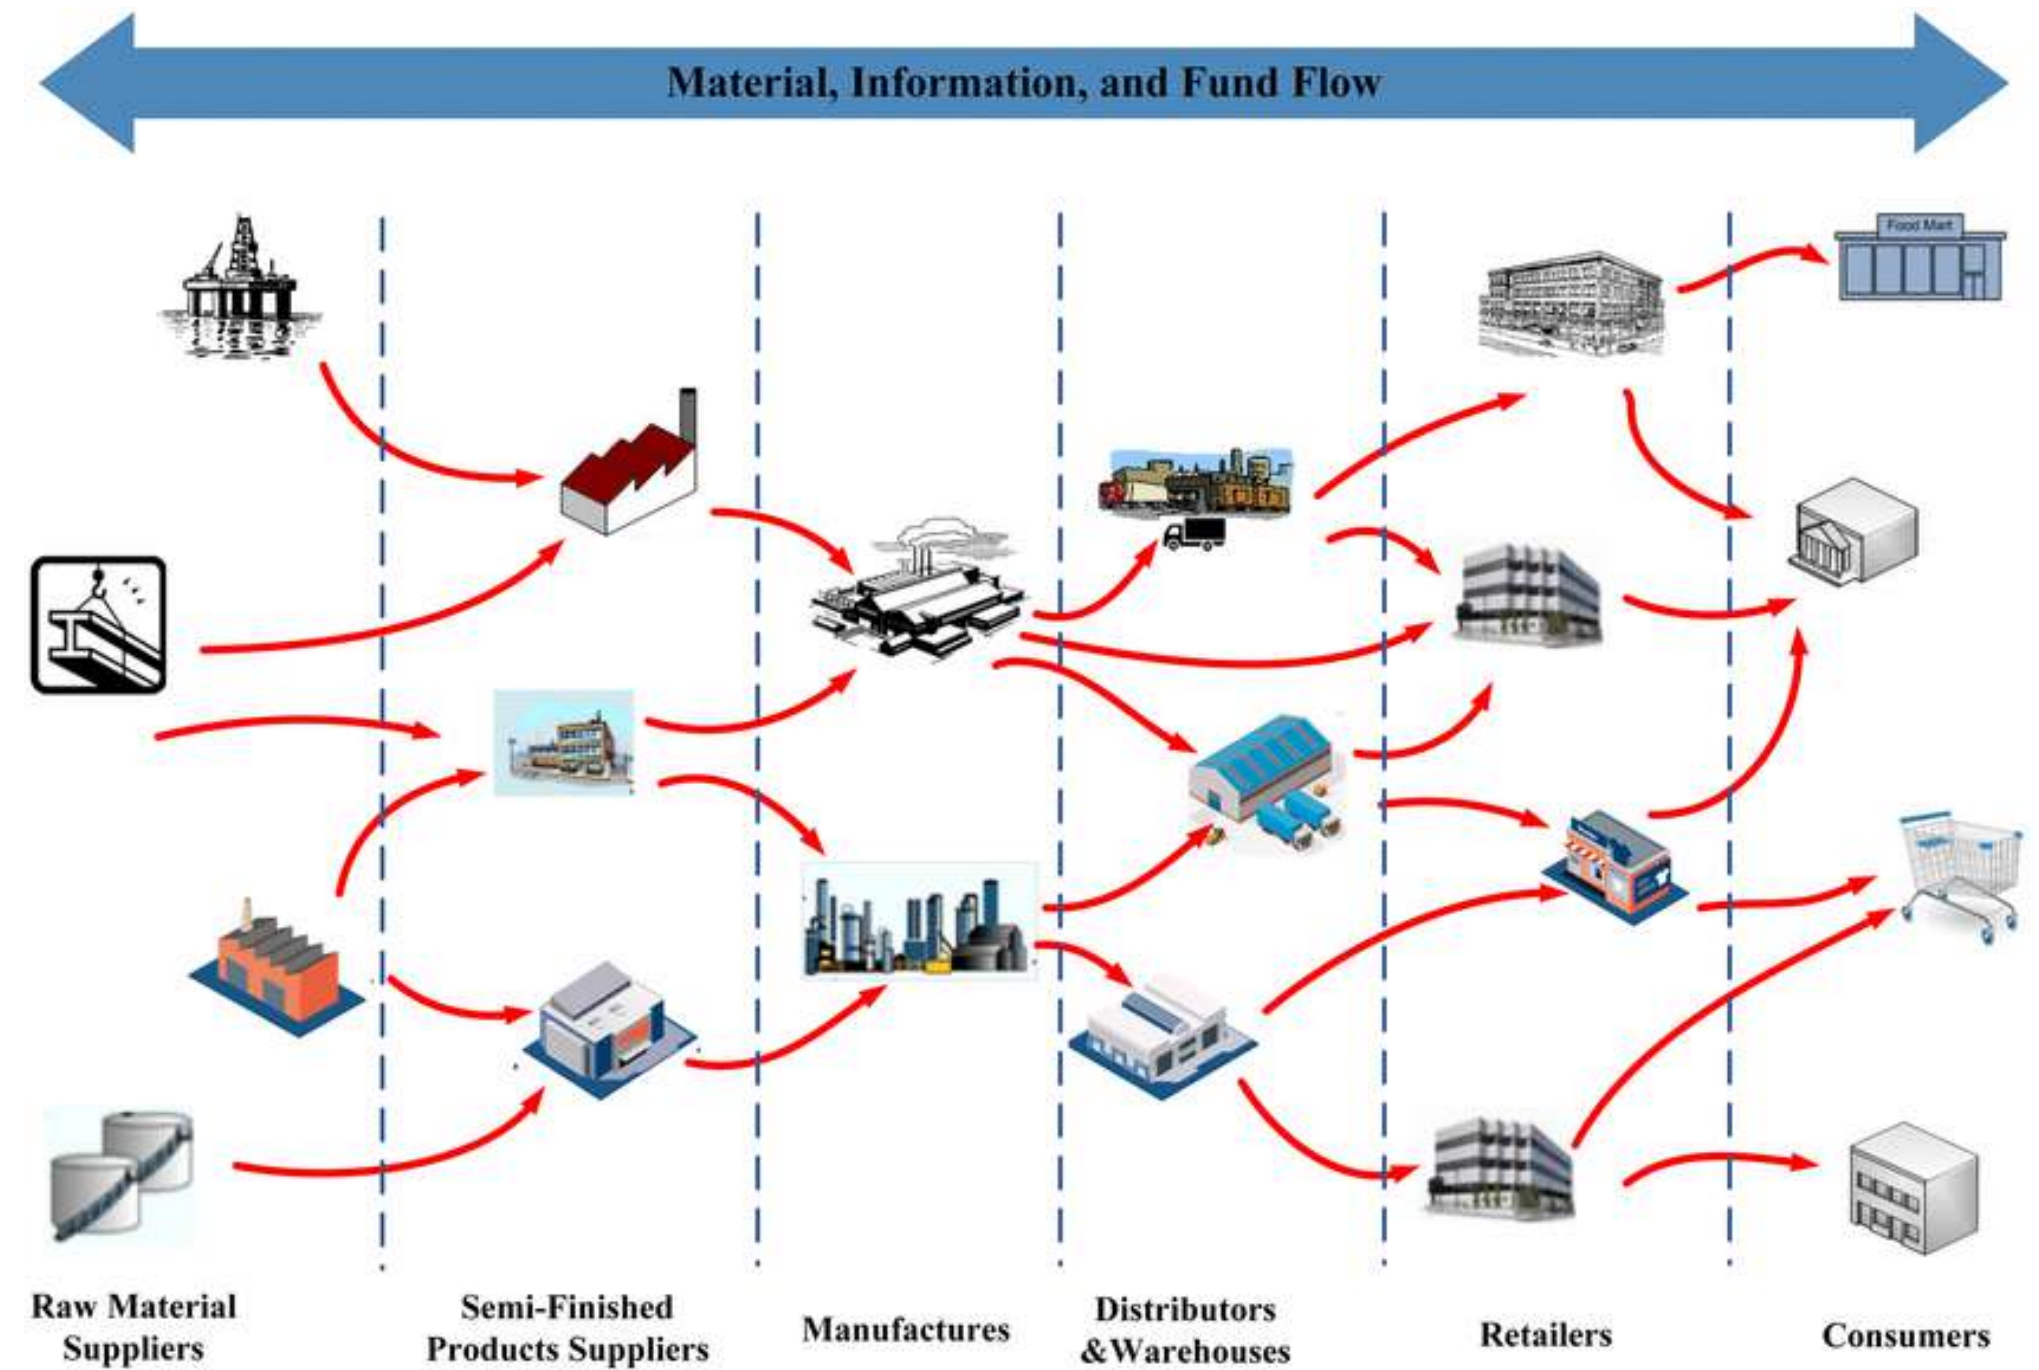 Material, Information, and Fund Flow
Food Mart
Raw Material
Suppliers
Semi-Finished
Products Suppliers
Manufactures
Distributors
&Warehouses
Retailers
Consumers